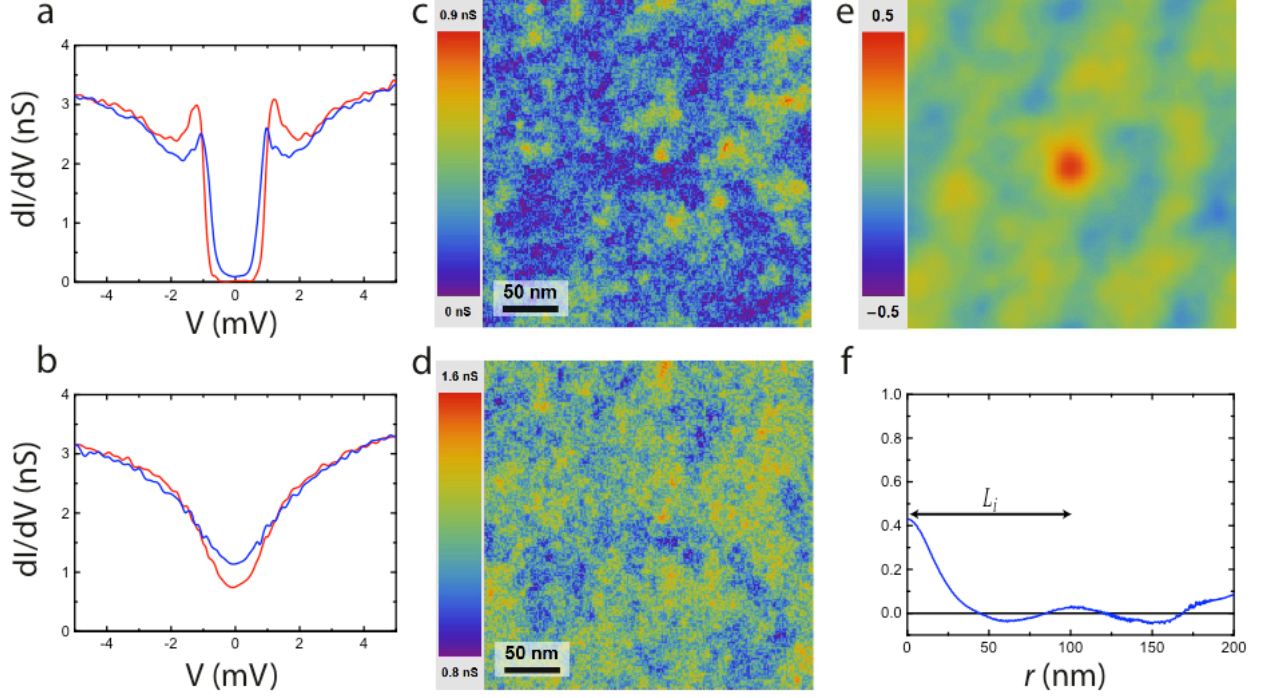 a
4
3
2
1
0
dI/dV (nS)
-4 -2 0 2 4
V (mV)
b
4
3
2
1
0
dI/dV (nS)
-4 -2 0 2 4
V (mV)
c
0.9 nS
0 nS
50 nm
d
1.6 nS
0.8 nS
50 nm
e
0.5
−0.5
f
1.0
0.8
0.6
0.4
0.2
0.0
L_i
0 50 100 150 200
r (nm)